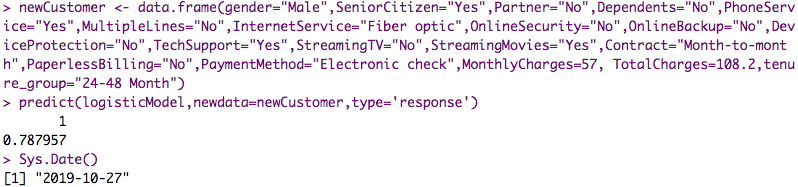 > newCustomer <- data.frame(gender="Male",SeniorCitizen="Yes",Partner="No",Dependents="No",PhoneServ
ice="Yes",MultipleLines="No",InternetService="Fiber optic",OnlineSecurity="No",OnlineBackup="No",De
viceProtection="No",TechSupport="Yes",StreamingTV="No",StreamingMovies="Yes",Contract="Month-to-mont
h",PaperlessBilling="No",PaymentMethod="Electronic check",MonthlyCharges=57, TotalCharges=108.2,tenu
re_group="24-48 Month")
> predict(logisticModel,newdata=newCustomer,type='response')
1
0.787957
> Sys.Date()
[1] "2019-10-27"